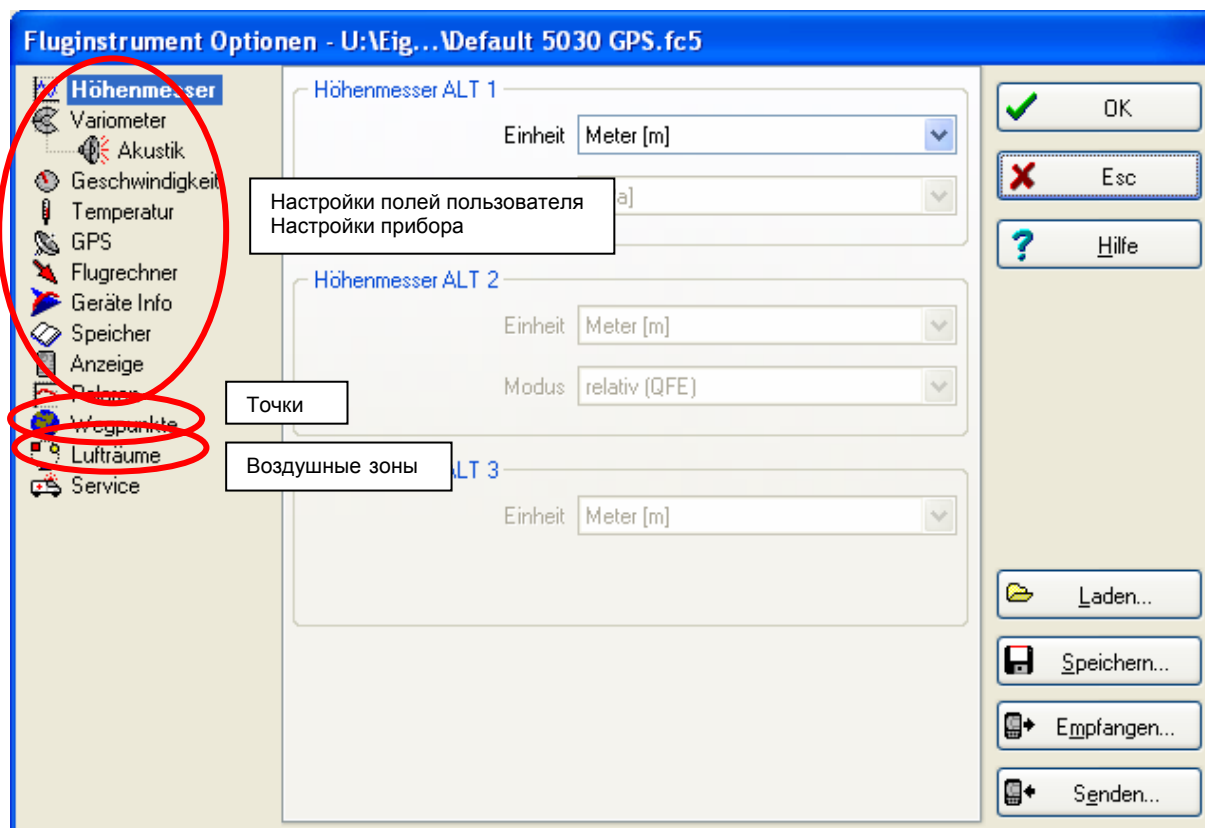 Fluginstrument Optionen - U:\Eig...\Default 5030 GPS.fc5
Höhenmesser
Variometer
Akustik
Geschwindigkeit
Temperatur
GPS
Flugrechner
Geräte Info
Speicher
Anzeige
Polaren
Wegpunkte
Lufträume
Service
Настройки полей пользователя
Настройки прибора
Точки
Воздушные зоны
Höhenmesser ALT 1
Einheit Meter [m]
a]
Höhenmesser ALT 2
Einheit Meter [m]
Modus relativ (QFE)
ALT 3
Einheit Meter [m]
OK
Esc
Hilfe
Laden...
Speichern...
Empfangen...
Senden...